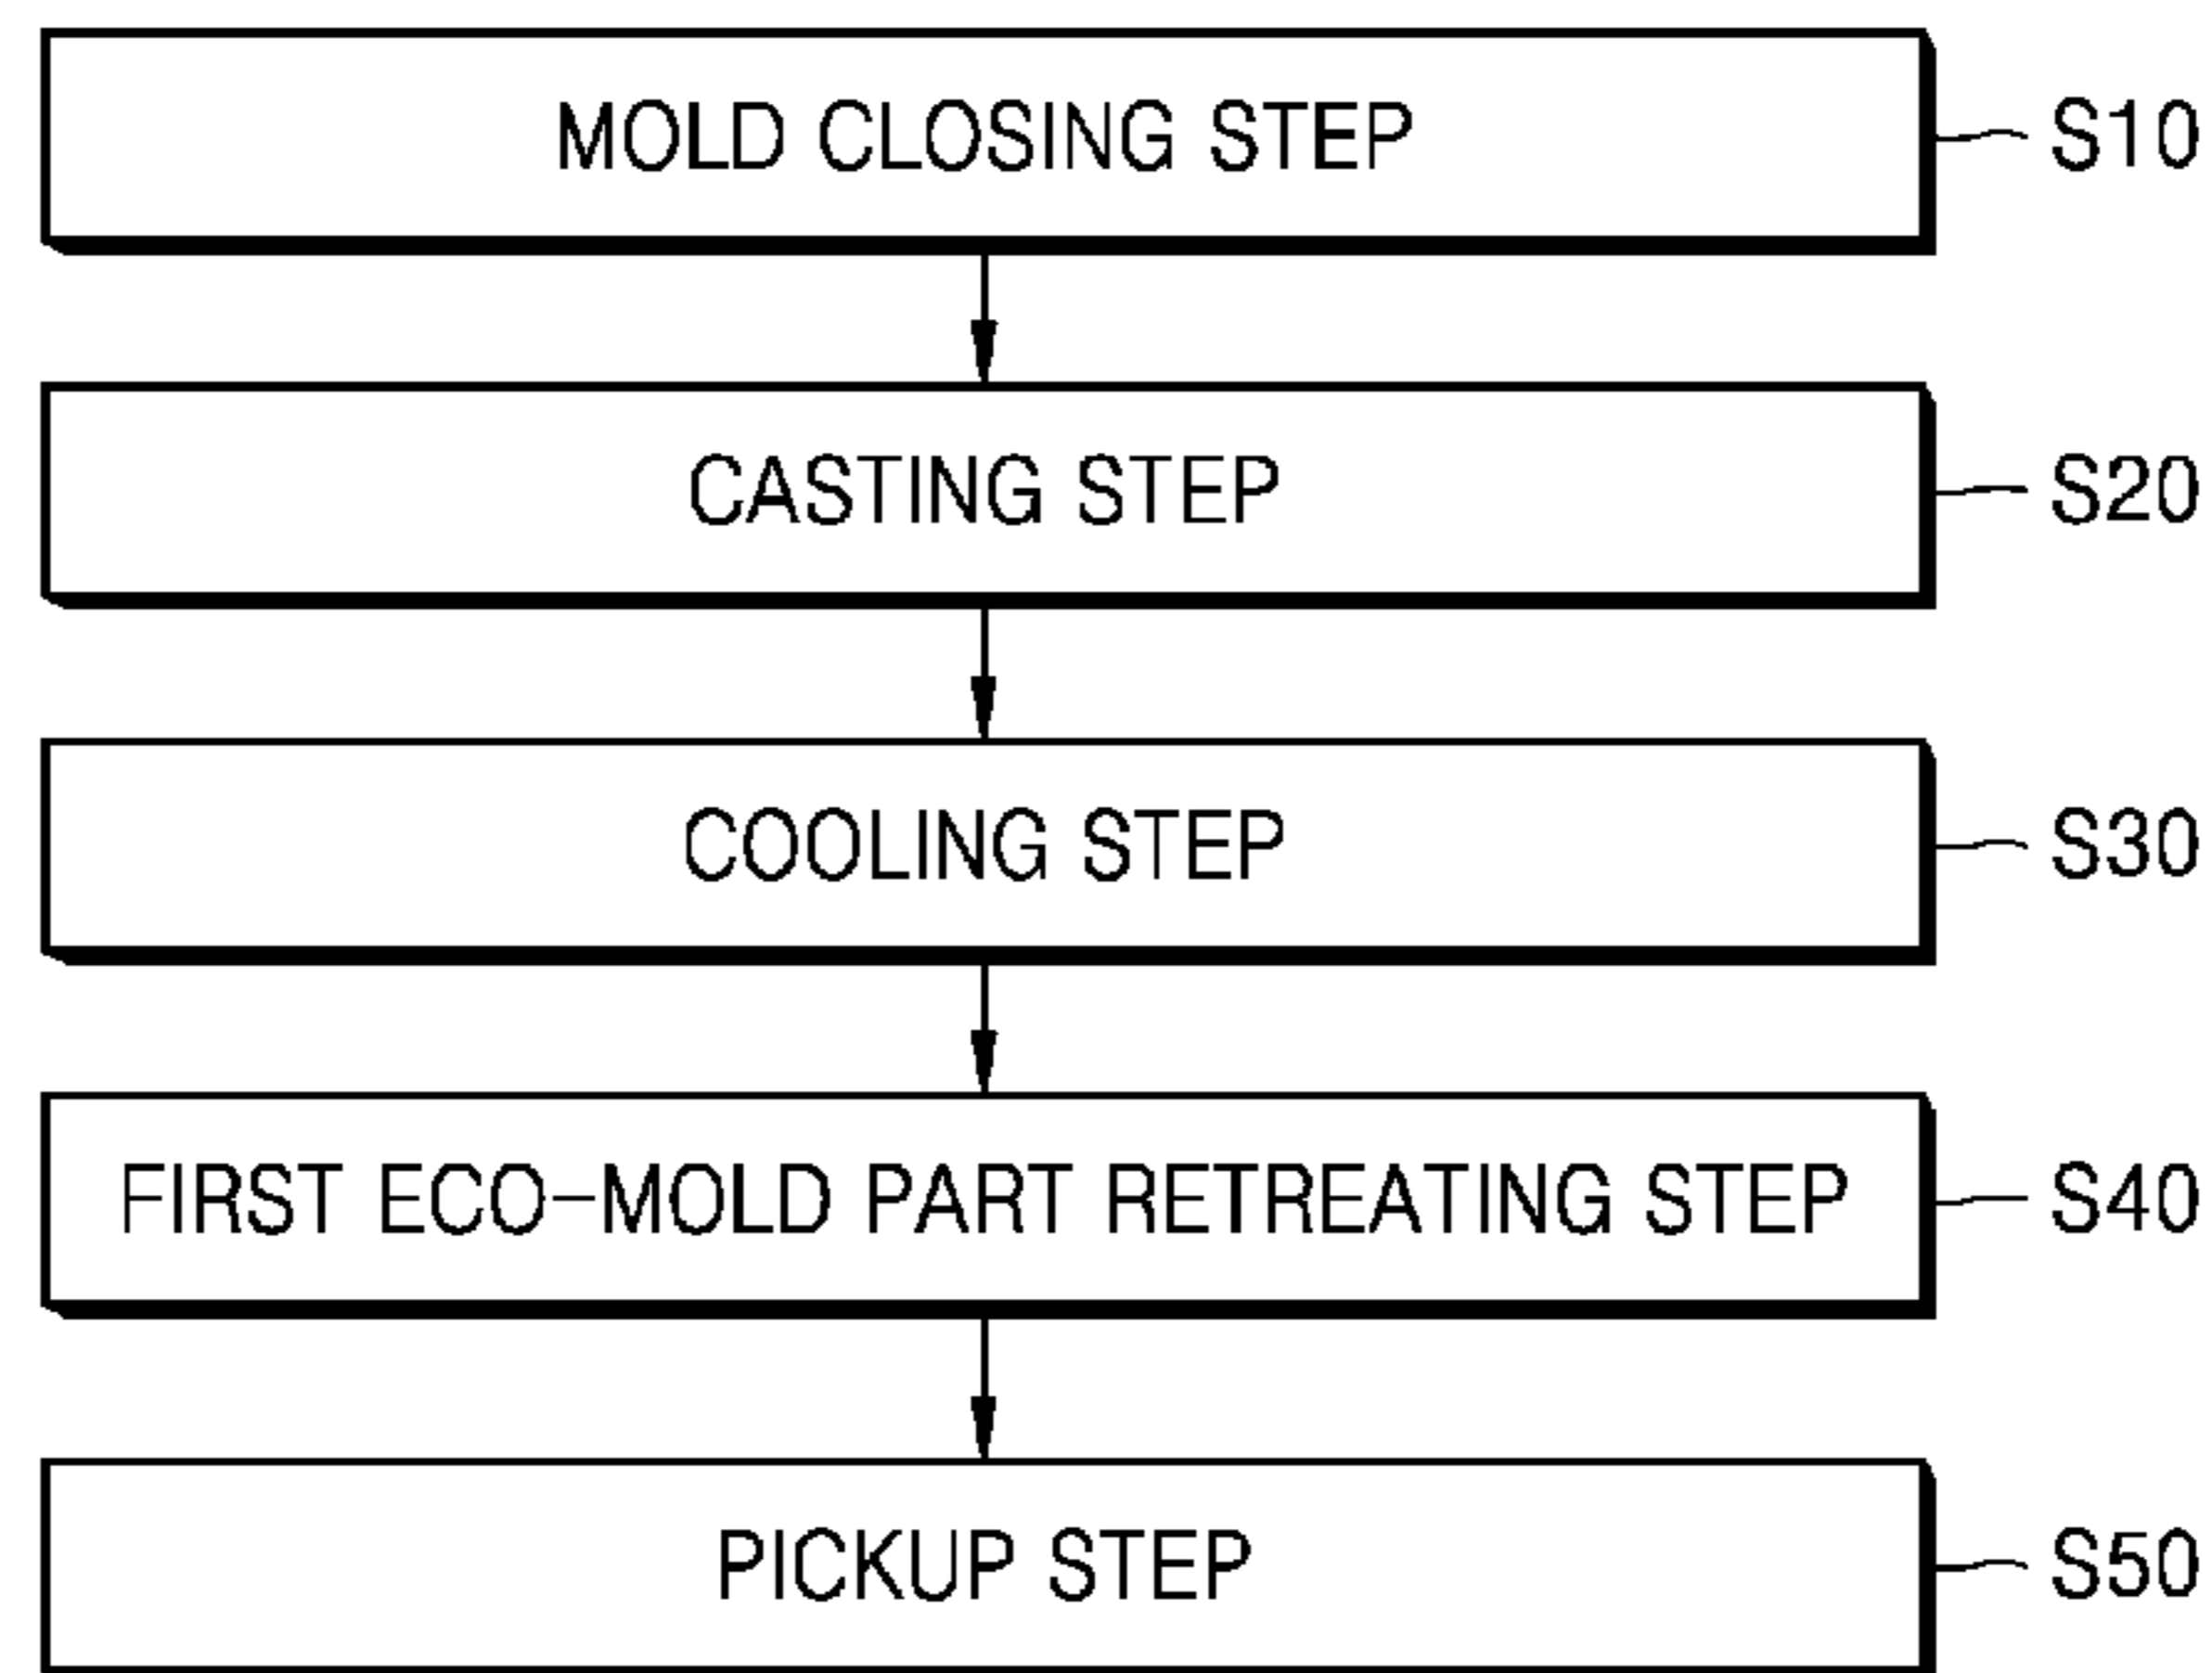 MOLD CLOSING STEP S10
CASTING STEP S20
COOLING STEP S30
FIRST ECO-MOLD PART RETREATING STEP S40
PICKUP STEP S50